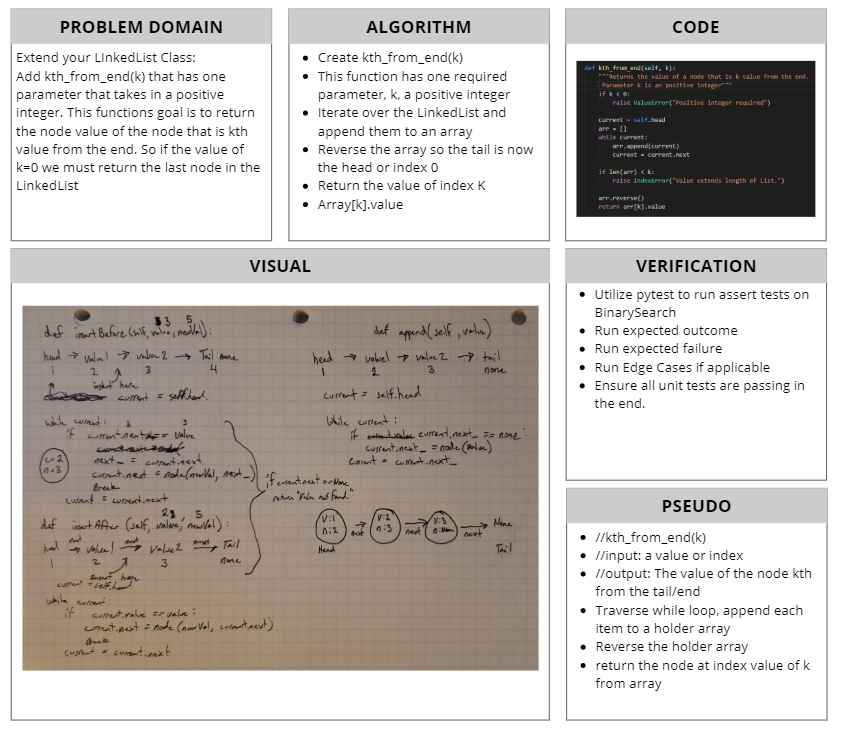 PROBLEM DOMAIN
Extend your LInkedList Class:
Add kth_from_end(k) that has one
parameter that takes in a positive
integer. This functions goal is to return
the node value of the node that is kth
value from the end. So if the value of
k=0 we must return the last node in the
LinkedList
ALGORITHM
Create kth_from_end(k)
This function has one required
parameter, k, a positive integer
Iterate over the LinkedList and
append them to an array
Reverse the array so the tail is now
the head or index 0
Return the value of index K
Array[k].value
CODE
def kth_from_end(self, k):
"""Returns the value of a node that is k value from the end.
Parameter k is an positive integer"""
if k < 0:
raise ValueError("Positive integer required")
current = self.head
arr = []
while current:
arr.append(current)
current = current.next
if len(arr) < k:
raise IndexError("Value extends length of List.")
arr.reverse()
return arr[k].value
VISUAL
3 5
def insertBefore(self, value, newVal):
head → value1 → value2 → Tail none
1 2 3 4
insert here
current = self.head
while current:
if current.next == value
next_ = current.next
current.next = node(newVal, next_)
Break
current = current.next
c=2
n=3
if current.next == None
return "Value not found."
def insertAfter (self, value, newVal):
head → value1 → value2 → Tail
1 2 3 none
insert here
current = self.head
while current:
if current.value == value:
current.next = node (newVal, current.next)
Break
current = current.next
def append(self, value)
head → value1 → value2 → tail
1 2 3 none
current = self.head
while current:
if current.next_ == none:
current.next_ = node(value)
current = current.next_
V:1 V:2 V:3 None
n:2 n:3 n:none
next next next
Head Tail
VERIFICATION
Utilize pytest to run assert tests on
BinarySearch
Run expected outcome
Run expected failure
Run Edge Cases if applicable
Ensure all unit tests are passing in
the end.
PSEUDO
//kth_from_end(k)
//input: a value or index
//output: The value of the node kth
from the tail/end
Traverse while loop, append each
item to a holder array
Reverse the holder array
return the node at index value of k
from array